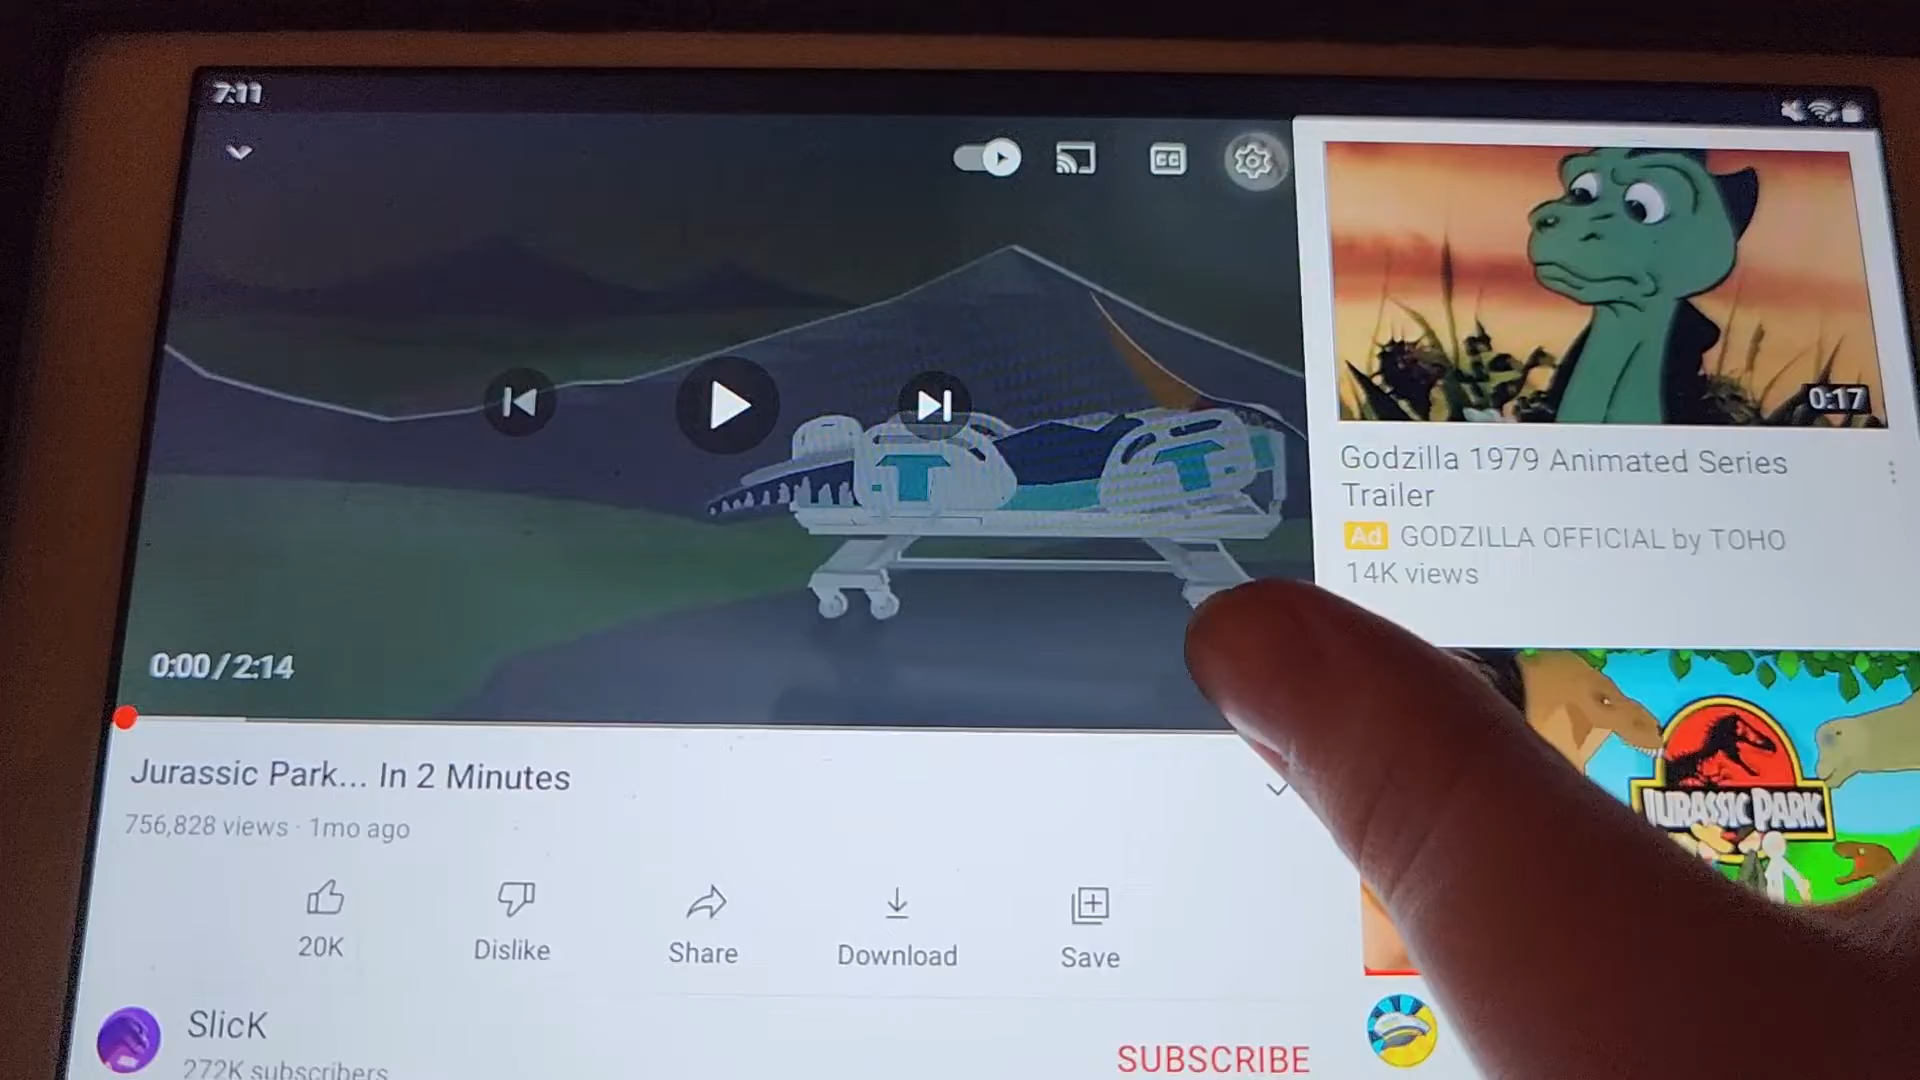 7:11
CC
0:00 / 2:14
Jurassic Park... In 2 Minutes
756,828 views · 1mo ago
20K
Dislike
Share
Download
Save
SlicK
272K subscribers
SUBSCRIBE
0:17
Godzilla 1979 Animated Series
Trailer
Ad GODZILLA OFFICIAL by TOHO
14K views
JURASSIC PARK